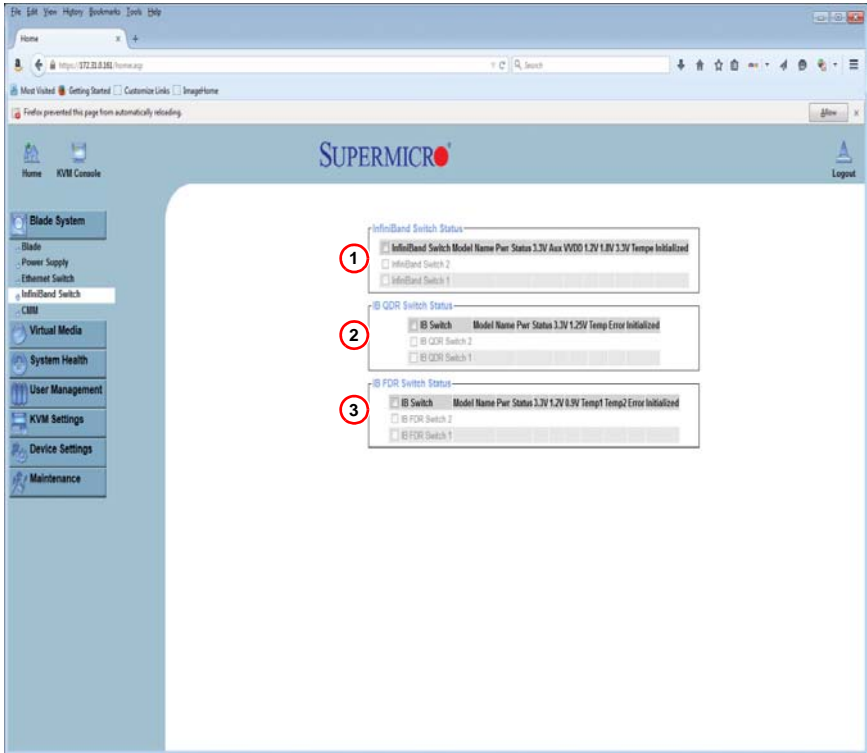 File Edit View History Bookmarks Tools Help
Home × +
https://172.31.0.161/home.asp
Search
Most Visited Getting Started Customize Links ImageHome
Firefox prevented this page from automatically reloading.
Allow x
Home KVM Console
SUPERMICRO
Logout
Blade System
Blade
Power Supply
Ethernet Switch
InfiniBand Switch
CMM
Virtual Media
System Health
User Management
KVM Settings
Device Settings
Maintenance
1
InfiniBand Switch Status
InfiniBand Switch Model Name Pwr Status 3.3V Aux VVDD 1.2V 1.8V 3.3V Tempe Initialized
InfiniBand Switch 2
InfiniBand Switch 1
2
IB QDR Switch Status
IB Switch Model Name Pwr Status 3.3V 1.25V Temp Error Initialized
IB QDR Switch 2
IB QDR Switch 1
3
IB FDR Switch Status
IB Switch Model Name Pwr Status 3.3V 1.2V 0.9V Temp1 Temp2 Error Initialized
IB FDR Switch 2
IB FDR Switch 1